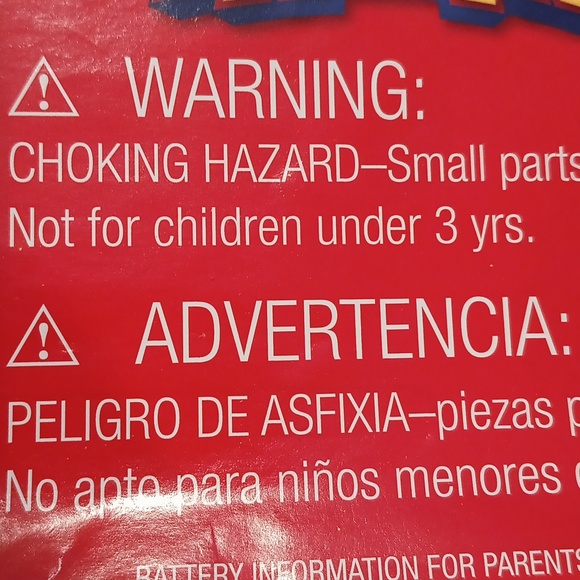 WARNING:
CHOKING HAZARD–Small parts
Not for children under 3 yrs.
ADVERTENCIA:
PELIGRO DE ASFIXIA–piezas p
No apto para niños menores
BATTERY INFORMATION FOR PARENTS